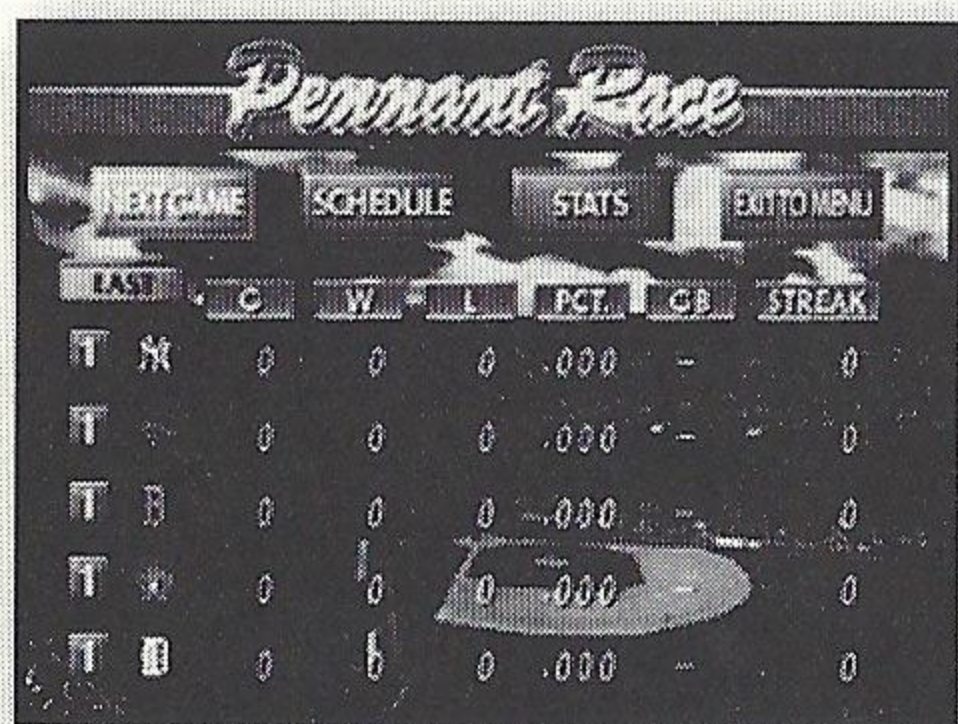 Pennant Race
NEXT GAME SCHEDULE STATS EXIT TO MENU
EAST G W L PCT. GB STREAK
T 0 0 0 .000 - 0
T 0 0 0 .000 - 0
T B 0 0 0 .000 - 0
T 0 0 0 .000 - 0
T D 0 0 0 .000 - 0